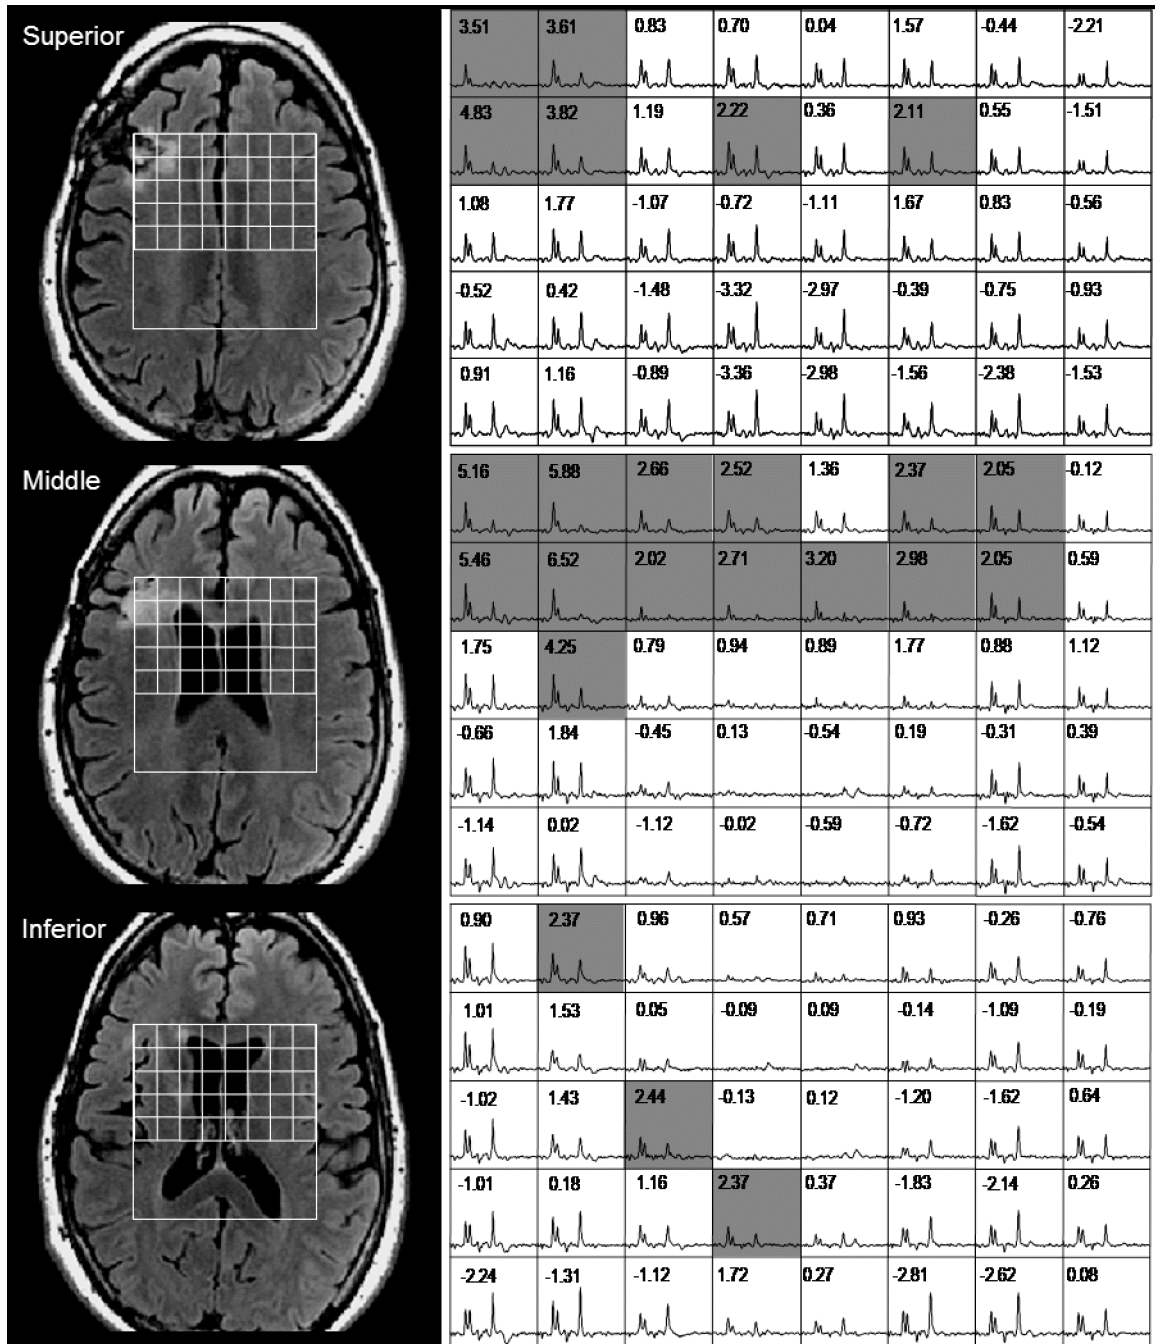 Superior
3.51 3.61 0.83 0.70 0.04 1.57 -0.44 -2.21
4.83 3.82 1.19 2.22 0.36 2.11 0.55 -1.51
1.08 1.77 -1.07 -0.72 -1.11 1.67 0.83 -0.56
-0.52 0.42 -1.48 -3.32 -2.97 -0.39 -0.75 -0.93
0.91 1.16 -0.89 -3.36 -2.98 -1.56 -2.38 -1.53
Middle
5.16 5.88 2.66 2.52 1.36 2.37 2.05 -0.12
5.46 6.52 2.02 2.71 3.20 2.98 2.05 0.59
1.75 4.25 0.79 0.94 0.89 1.77 0.88 1.12
-0.66 1.84 -0.45 0.13 -0.54 0.19 -0.31 0.39
-1.14 0.02 -1.12 -0.02 -0.59 -0.72 -1.62 -0.54
Inferior
0.90 2.37 0.96 0.57 0.71 0.93 -0.26 -0.76
1.01 1.53 0.05 -0.09 0.09 -0.14 -1.09 -0.19
-1.02 1.43 2.44 -0.13 0.12 -1.20 -1.62 0.64
-1.01 0.18 1.16 2.37 0.37 -1.83 -2.14 0.26
-2.24 -1.31 -1.12 1.72 0.27 -2.81 -2.62 0.08